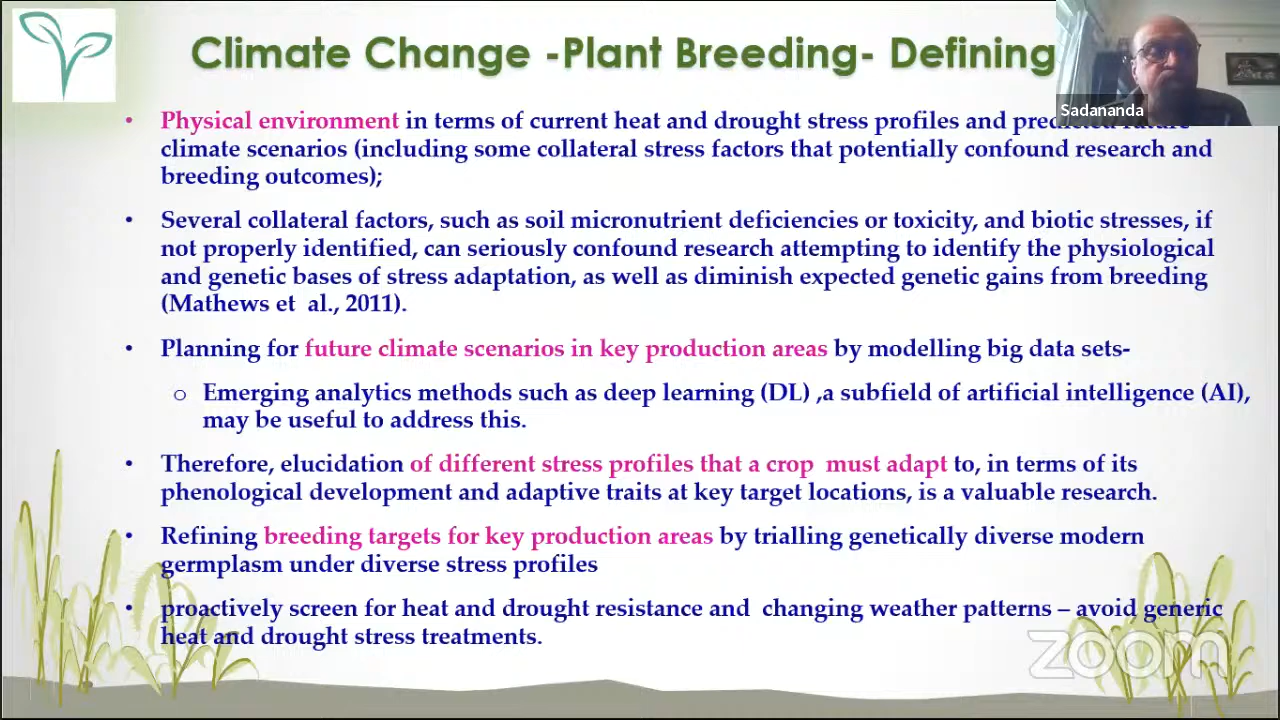 Climate Change -Plant Breeding- Defining
Sadananda
• Physical environment in terms of current heat and drought stress profiles and predicted future
climate scenarios (including some collateral stress factors that potentially confound research and
breeding outcomes);
• Several collateral factors, such as soil micronutrient deficiencies or toxicity, and biotic stresses, if
not properly identified, can seriously confound research attempting to identify the physiological
and genetic bases of stress adaptation, as well as diminish expected genetic gains from breeding
(Mathews et al., 2011).
• Planning for future climate scenarios in key production areas by modelling big data sets-
o Emerging analytics methods such as deep learning (DL) ,a subfield of artificial intelligence (AI),
may be useful to address this.
• Therefore, elucidation of different stress profiles that a crop must adapt to, in terms of its
phenological development and adaptive traits at key target locations, is a valuable research.
• Refining breeding targets for key production areas by trialling genetically diverse modern
germplasm under diverse stress profiles
• proactively screen for heat and drought resistance and changing weather patterns – avoid generic
heat and drought stress treatments.
zoom